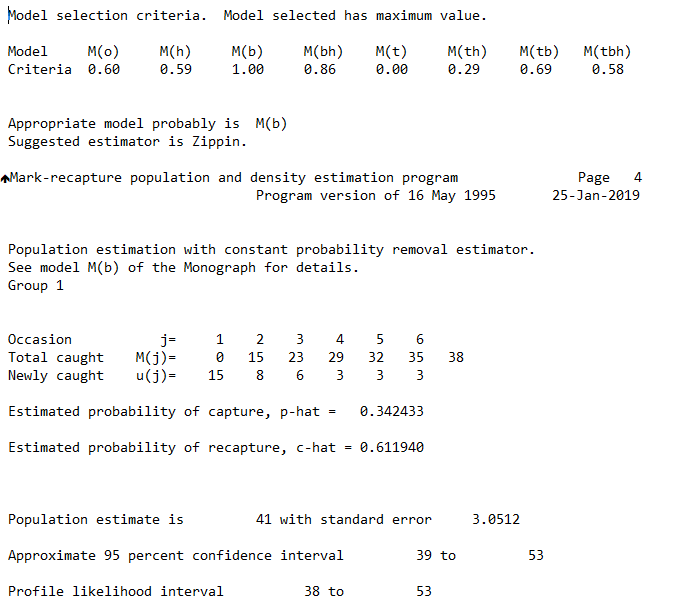 Model selection criteria.  Model selected has maximum value.
Model     M(o)     M(h)     M(b)     M(bh)    M(t)     M(th)    M(tb)   M(tbh)
Criteria  0.60     0.59     1.00     0.86     0.00     0.29     0.69     0.58
Appropriate model probably is  M(b)
Suggested estimator is Zippin.
Mark-recapture population and density estimation program               Page   4
Program version of 16 May 1995       25-Jan-2019
Population estimation with constant probability removal estimator.
See model M(b) of the Monograph for details.
Group 1
Occasion           j=     1    2    3    4    5    6
Total caught    M(j)=     0   15   23   29   32   35   38
Newly caught    u(j)=    15    8    6    3    3    3
Estimated probability of capture, p-hat =   0.342433
Estimated probability of recapture, c-hat = 0.611940
Population estimate is         41 with standard error     3.0512
Approximate 95 percent confidence interval         39 to         53
Profile likelihood interval          38 to         53